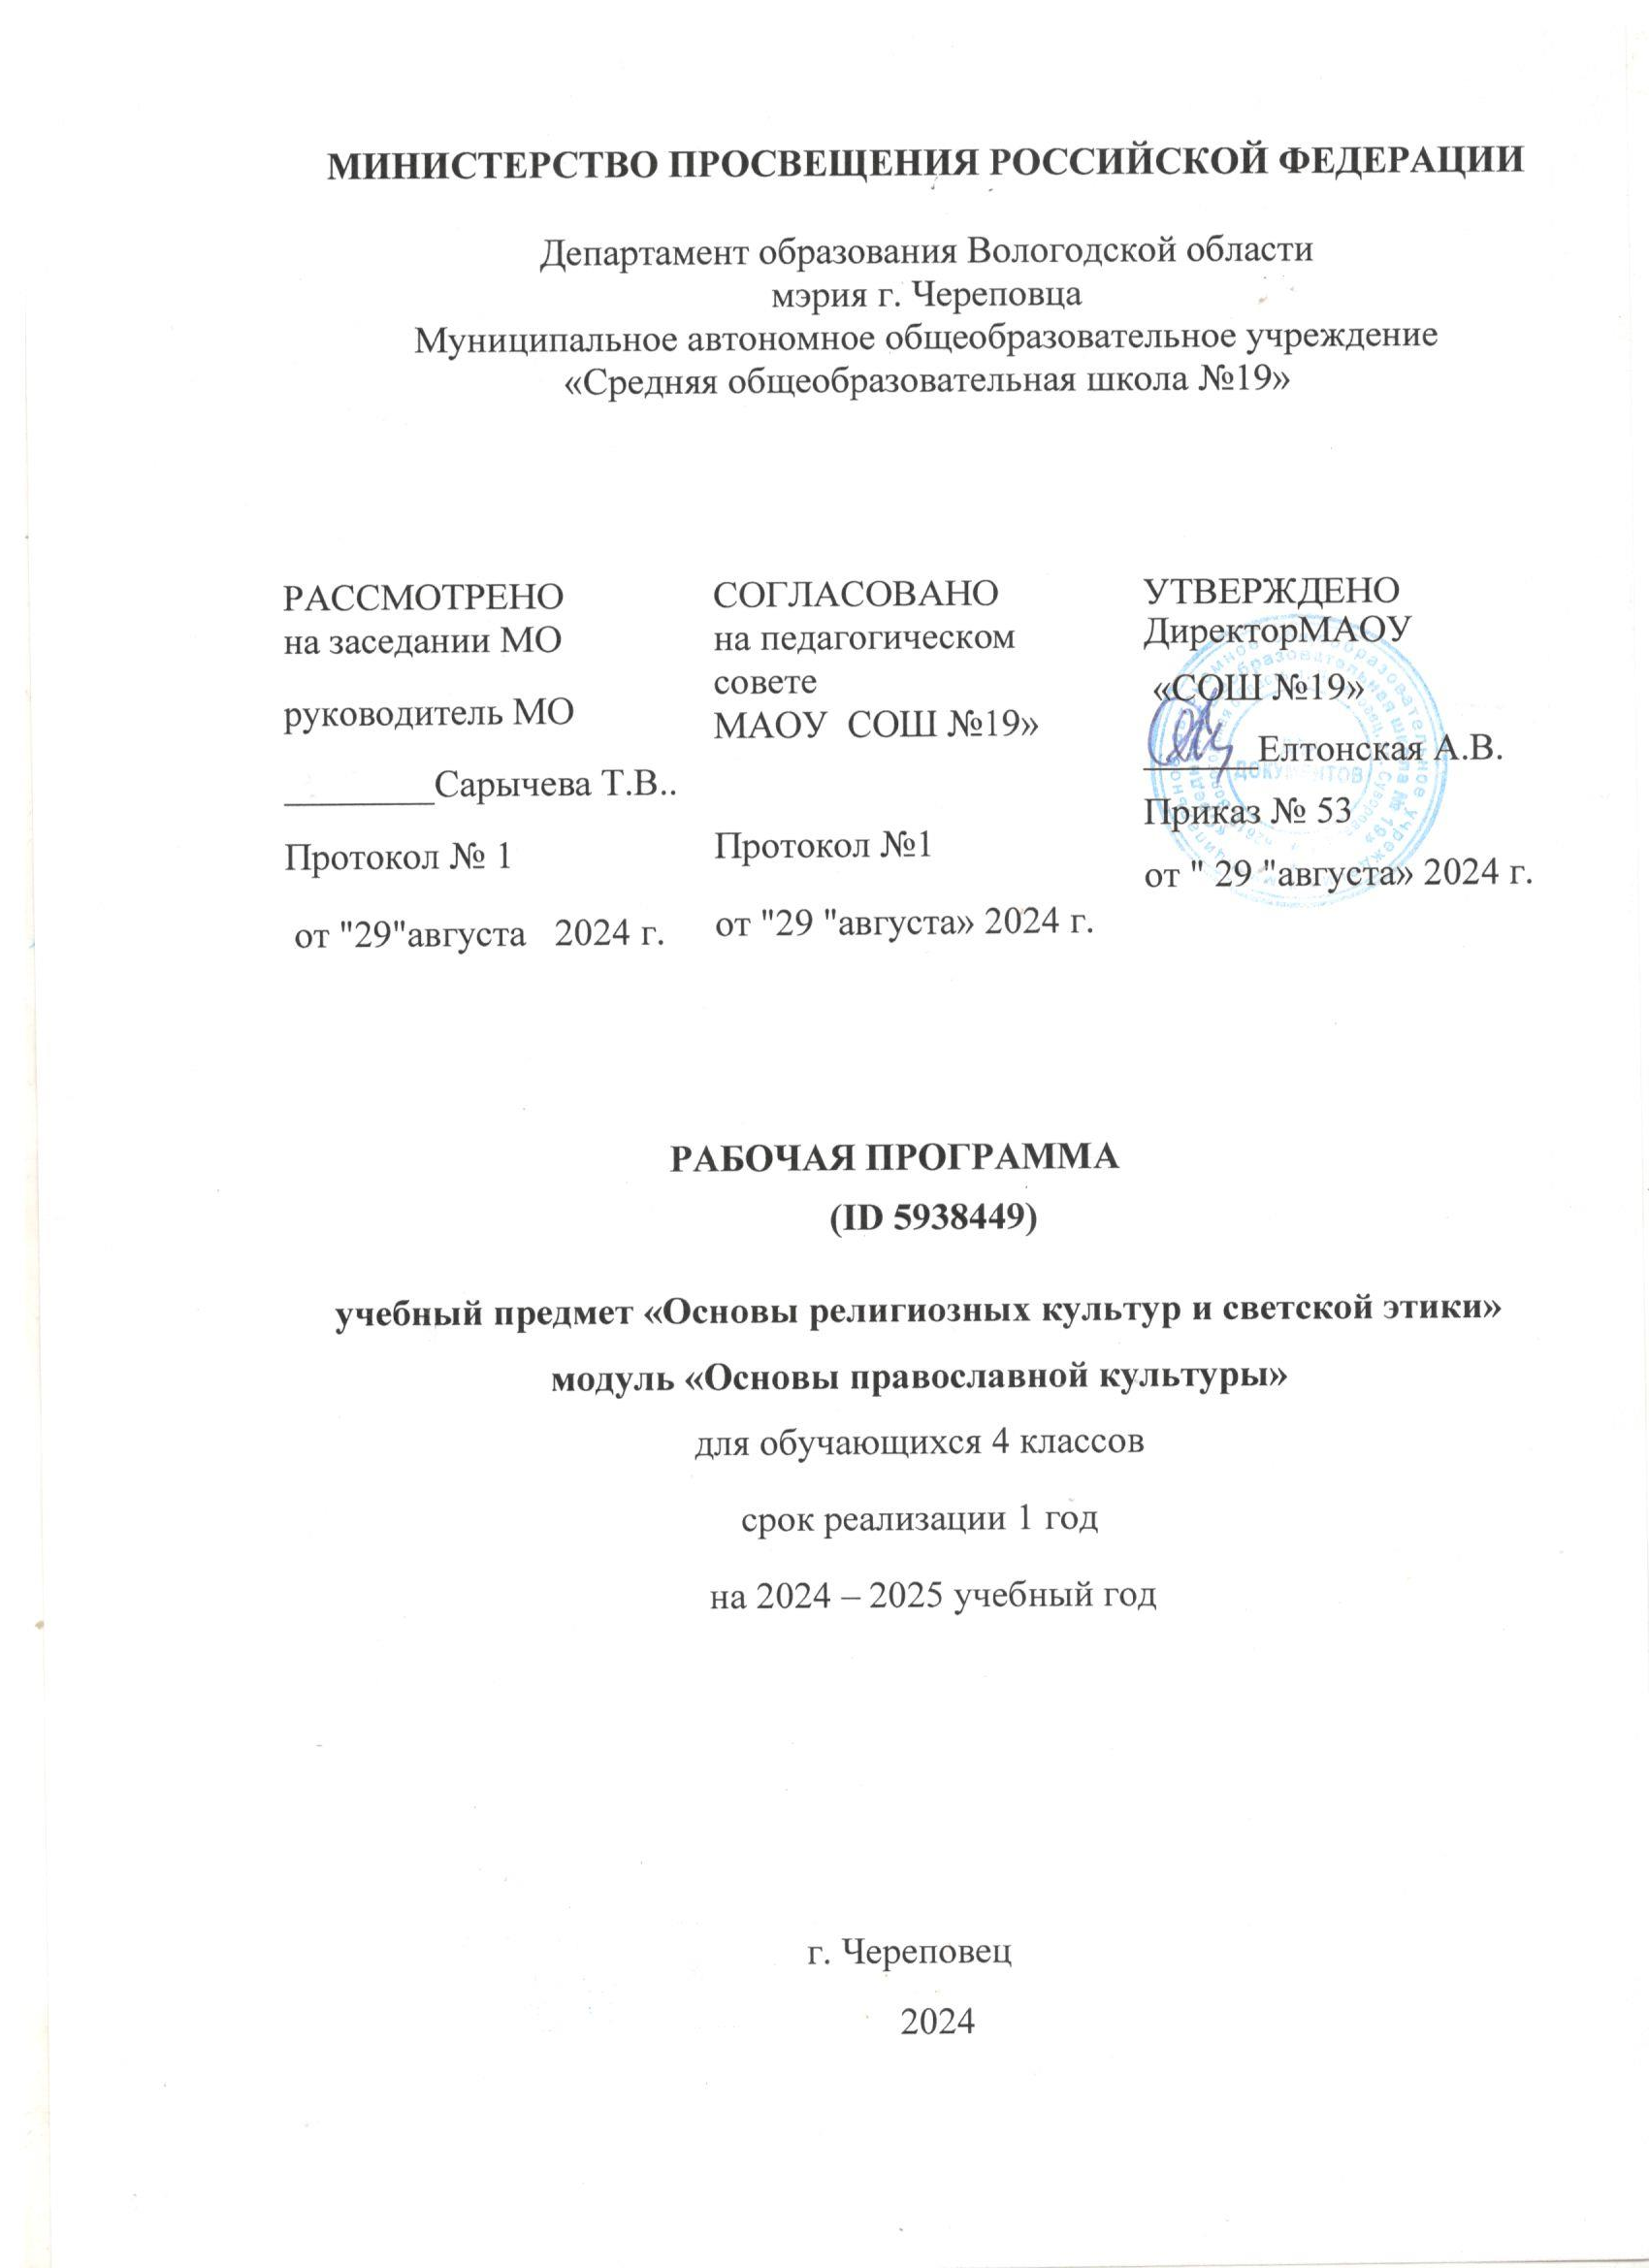 МИНИСТЕРСТВО ПРОСВЕЩЕНИЯ РОССИЙСКОЙ ФЕДЕРАЦИИ
Департамент образования Вологодской области
мэрия г. Череповца
Муниципальное автономное общеобразовательное учреждение
«Средняя общеобразовательная школа №19»
РАССМОТРЕНО
на заседании МО
руководитель МО
________Сарычева Т.В..
Протокол № 1
от "29"августа 2024 г.
СОГЛАСОВАНО
на педагогическом
совете
МАОУ СОШ №19»
Протокол №1
от "29 "августа» 2024 г.
УТВЕРЖДЕНО
ДиректорМАОУ
«СОШ №19»
______Елтонская А.В.
ДОКУМЕНТОВ
Приказ № 53
от " 29 "августа» 2024 г.
РАБОЧАЯ ПРОГРАММА
(ID 5938449)
учебный предмет «Основы религиозных культур и светской этики»
модуль «Основы православной культуры»
для обучающихся 4 классов
срок реализации 1 год
на 2024 – 2025 учебный год
г. Череповец
2024